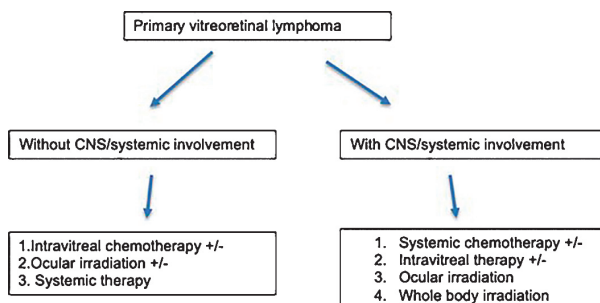 Primary vitreoretinal lymphoma
Without CNS/systemic involvement
With CNS/systemic involvement
1.Intravitreal chemotherapy +/-
2.Ocular irradiation +/-
3. Systemic therapy
1. Systemic chemotherapy +/-
2. Intravitreal therapy +/-
3. Ocular irradiation
4. Whole body irradiation